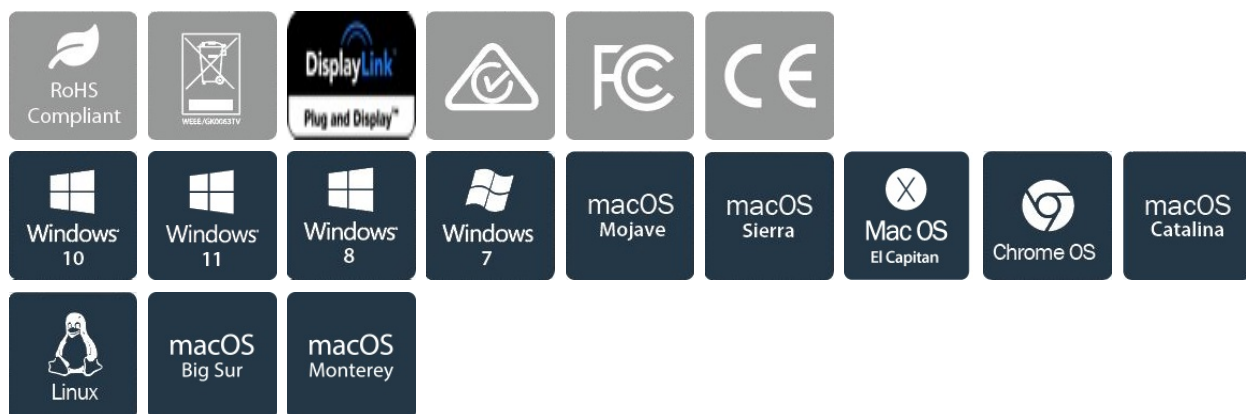 RoHS
Compliant
WEEE/GK0063TV
DisplayLink
Plug and Display™
FC
CE
Windows
10
Windows
11
Windows
8
Windows
7
macOS
Mojave
macOS
Sierra
X
Mac OS
El Capitan
Chrome OS
macOS
Catalina
Linux
macOS
Big Sur
macOS
Monterey